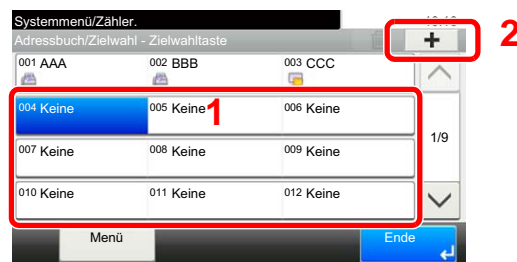 Systemmenü/Zähler.
Adressbuch/Zielwahl - Zielwahltaste
2
001 AAA 002 BBB 003 CCC
004 Keine 005 Keine 006 Keine
1
007 Keine 008 Keine 009 Keine
1/9
010 Keine 011 Keine 012 Keine
Menü Ende